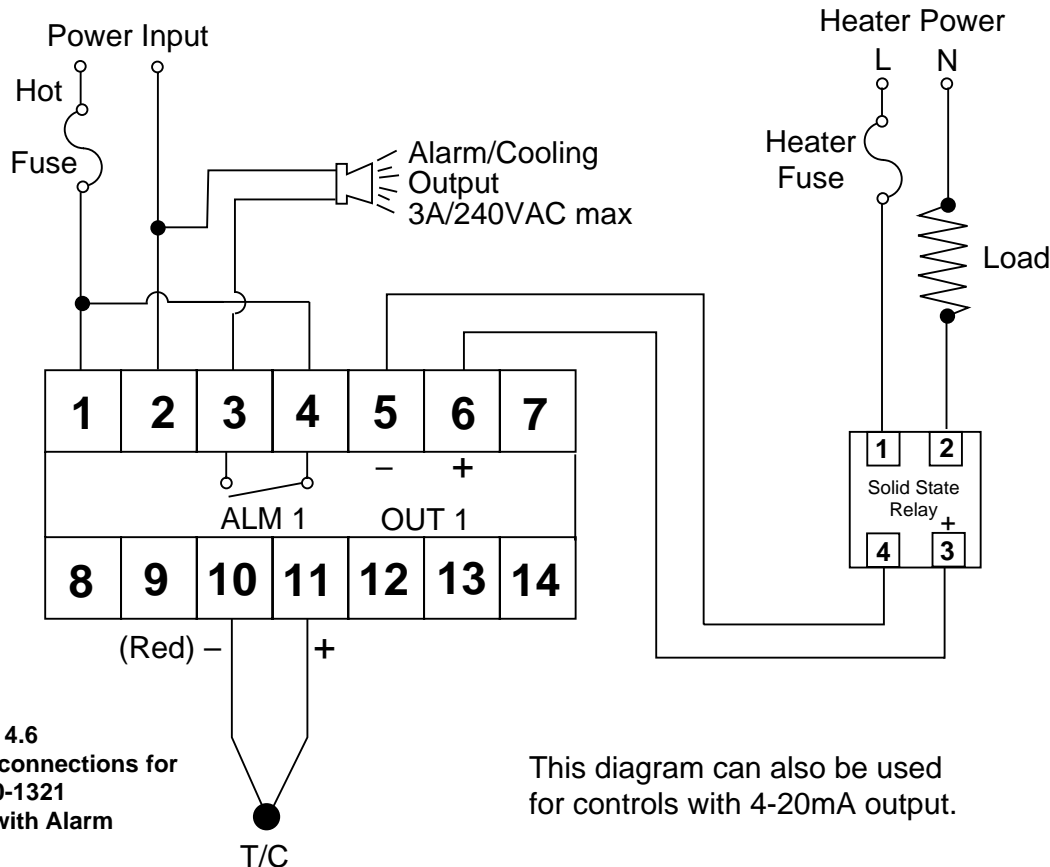 Power Input
Hot
Fuse
Alarm/Cooling
Output
3A/240VAC max
Heater Power
L N
Heater
Fuse
Load
1 2 3 4 5 6 7
– +
ALM 1 OUT 1
8 9 10 11 12 13 14
(Red) – +
T/C
1 2
Solid State
Relay
+
4 3
4.6
connections for
0-1321
with Alarm
This diagram can also be used
for controls with 4-20mA output.